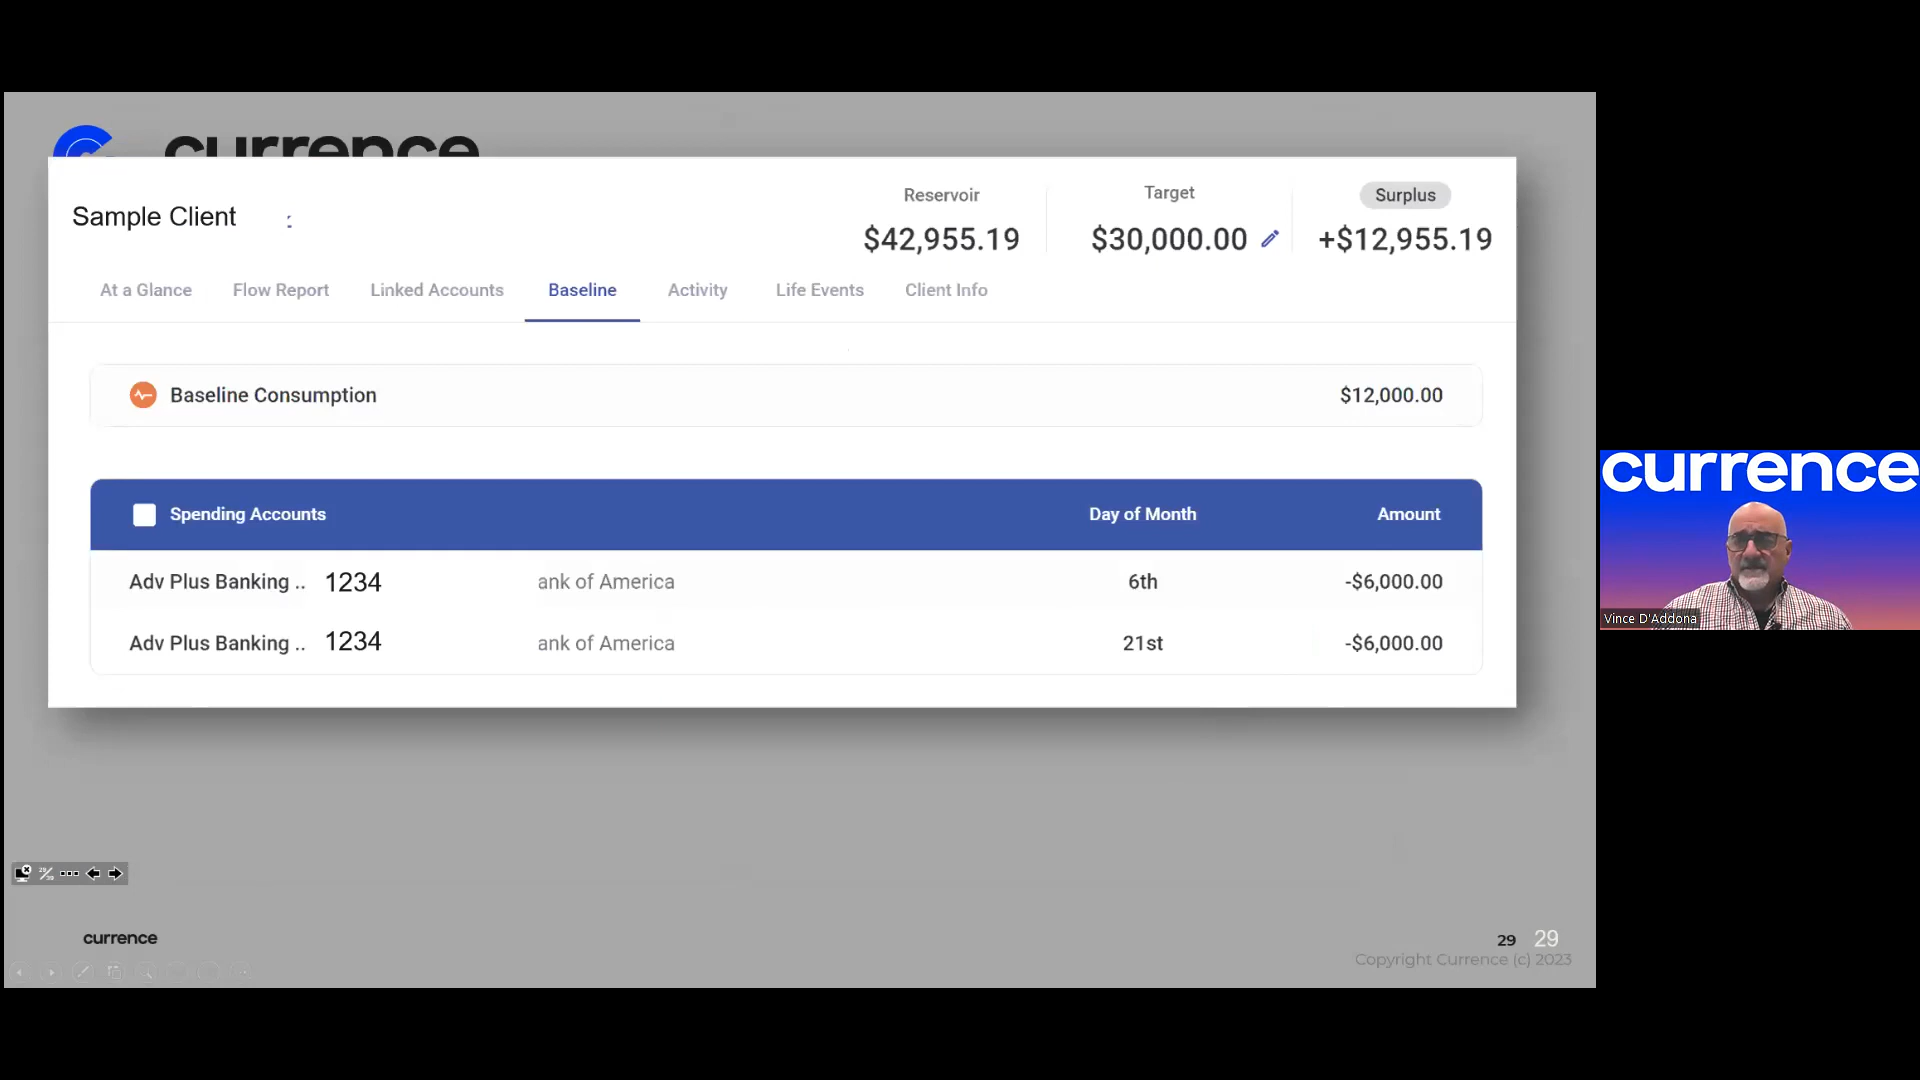 currence
Sample Client
Reservoir
$42,955.19
Target
$30,000.00
Surplus
+$12,955.19
At a Glance Flow Report Linked Accounts Baseline Activity Life Events Client Info
Baseline Consumption $12,000.00
Spending Accounts Day of Month Amount
Adv Plus Banking .. 1234 ank of America 6th -$6,000.00
Adv Plus Banking .. 1234 ank of America 21st -$6,000.00
currence
Vince D'Addona
currence
29 29
Copyright Currence (c) 2023